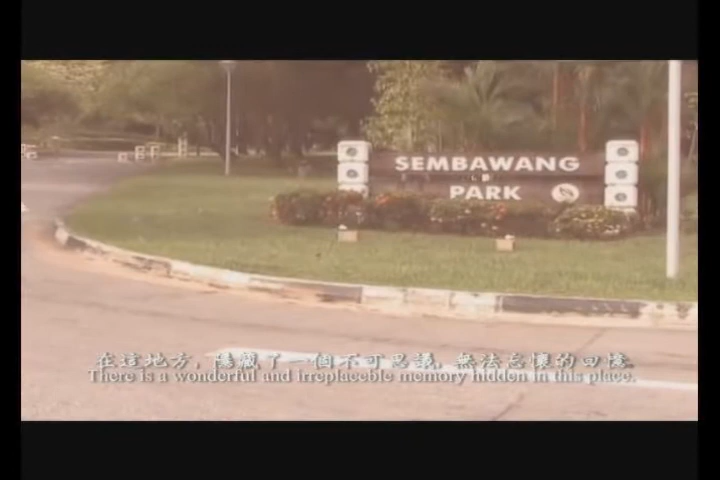 SEMBAWANG
PARK
在這地方, 隱藏了一個不可思議, 無法忘懷的回憶.
There is a wonderful and irreplaceble memory hidden in this place.